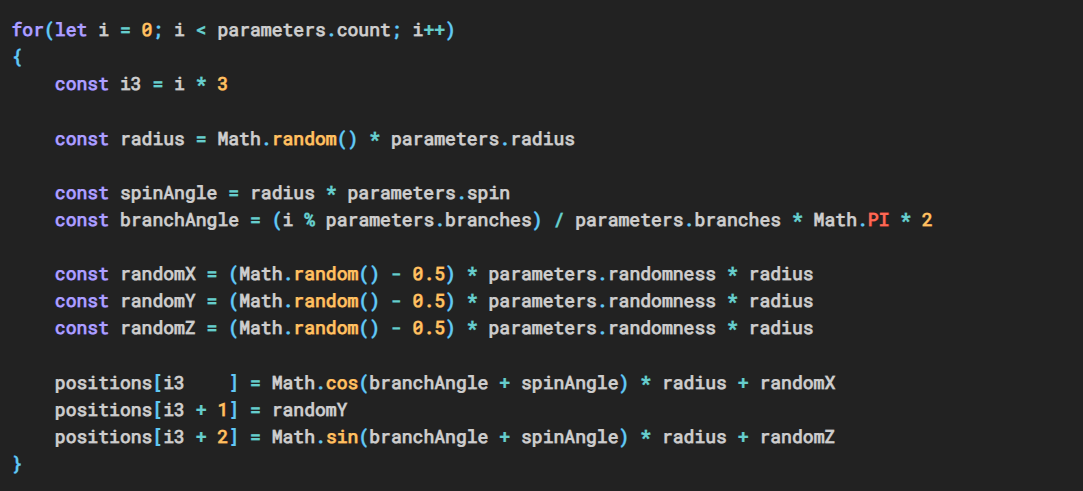 for(let i = 0; i < parameters.count; i++)
{
    const i3 = i * 3

    const radius = Math.random() * parameters.radius

    const spinAngle = radius * parameters.spin
    const branchAngle = (i % parameters.branches) / parameters.branches * Math.PI * 2

    const randomX = (Math.random() - 0.5) * parameters.randomness * radius
    const randomY = (Math.random() - 0.5) * parameters.randomness * radius
    const randomZ = (Math.random() - 0.5) * parameters.randomness * radius

    positions[i3    ] = Math.cos(branchAngle + spinAngle) * radius + randomX
    positions[i3 + 1] = randomY
    positions[i3 + 2] = Math.sin(branchAngle + spinAngle) * radius + randomZ
}